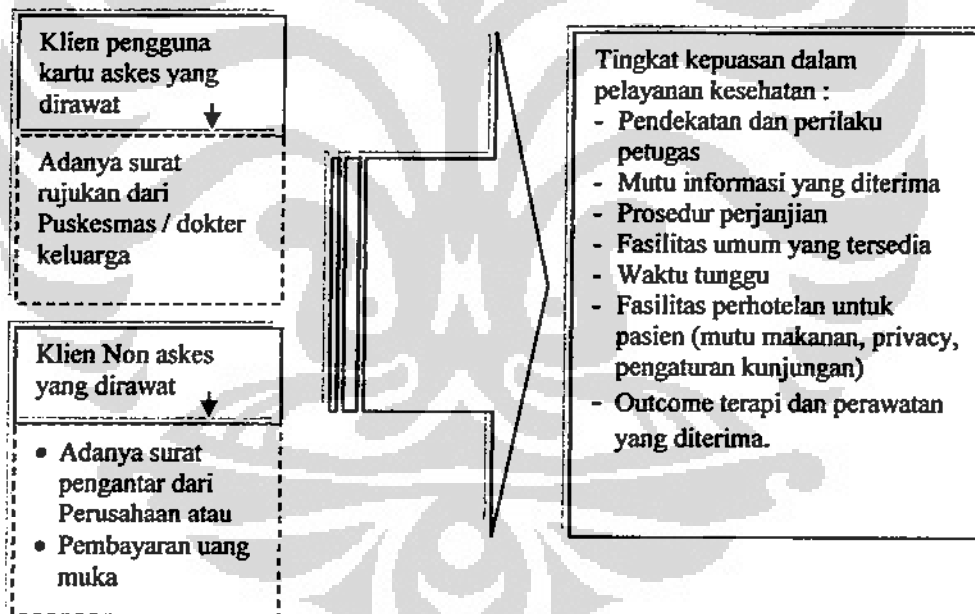 Klien pengguna
kartu askes yang
dirawat
Adanya surat
rujukan dari
Puskesmas / dokter
keluarga
Klien Non askes
yang dirawat
• Adanya surat
pengantar dari
Perusahaan atau
• Pembayaran uang
muka
Tingkat kepuasan dalam
pelayanan kesehatan :
- Pendekatan dan perilaku
petugas
- Mutu informasi yang diterima
- Prosedur perjanjian
- Fasilitas umum yang tersedia
- Waktu tunggu
- Fasilitas perhotelan untuk
pasien (mutu makanan, privacy,
pengaturan kunjungan)
- Outcome terapi dan perawatan
yang diterima.